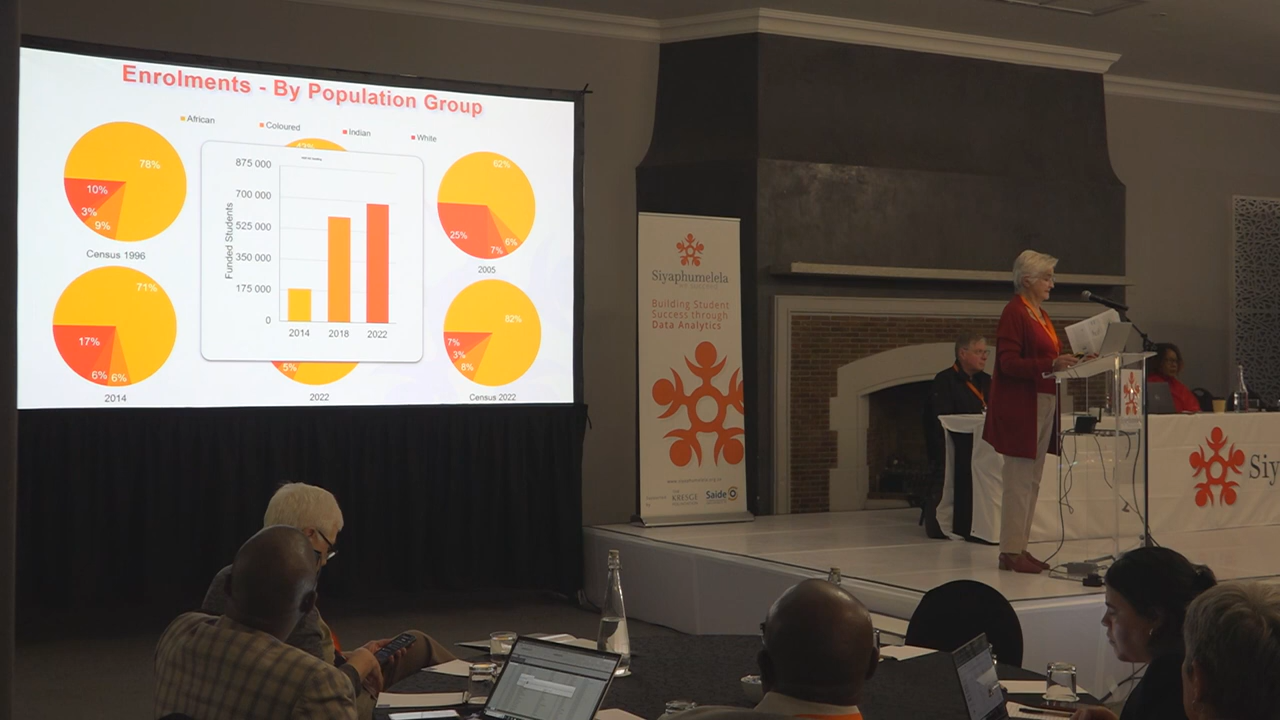 Enrolments - By Population Group
African
Coloured
Indian
White
78%
10%
3%
9%
Census 1996
62%
25%
7%
6%
2005
875 000
700 000
525 000
350 000
175 000
0
Funded Students
2014
2018
2022
71%
17%
6%
6%
2014
5%
2022
82%
7%
3%
8%
Census 2022
Siyaphumelela
Building Student
Success through
Data Analytics
KRESGE
Saide
Siy